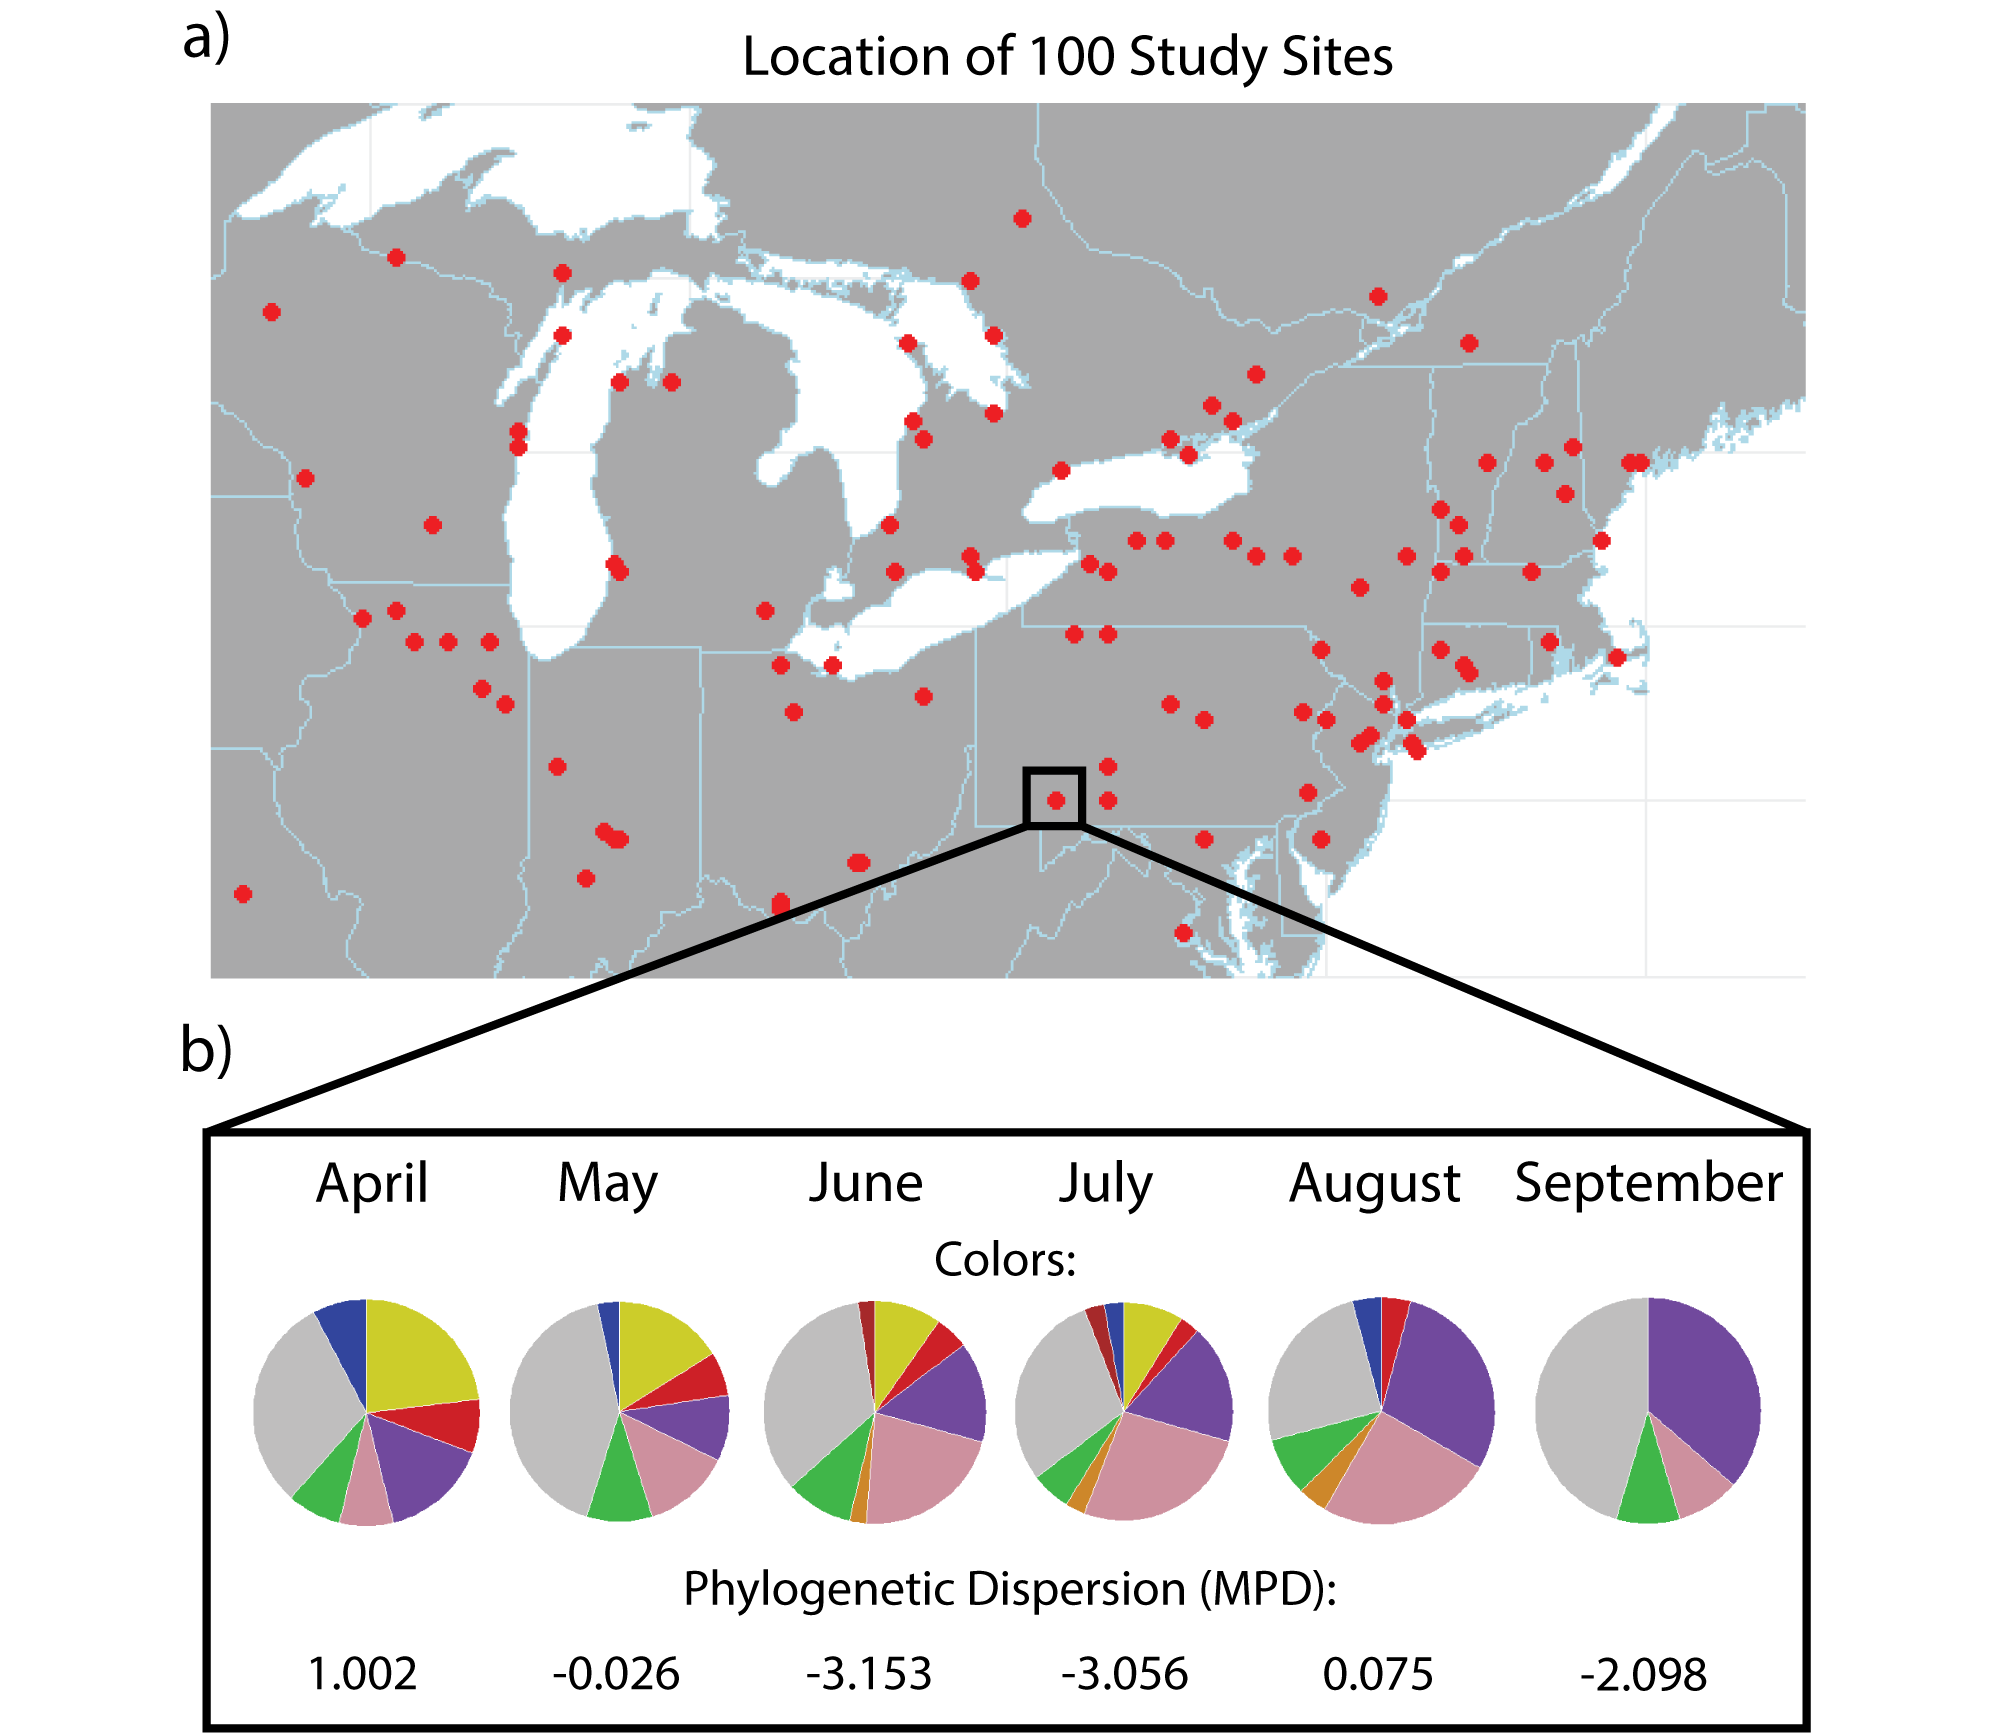 a)
Location of 100 Study Sites
b)
April May June July August September
Colors:
Phylogenetic Dispersion (MPD):
1.002 -0.026 -3.153 -3.056 0.075 -2.098